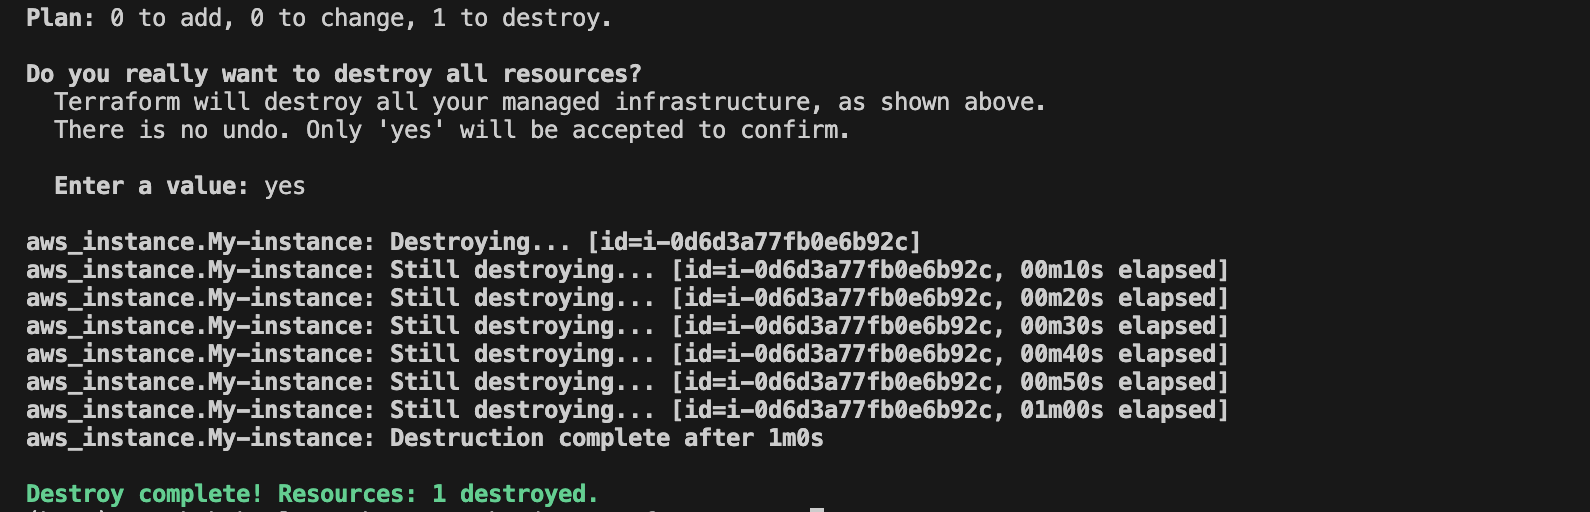 Plan: 0 to add, 0 to change, 1 to destroy.
Do you really want to destroy all resources?
Terraform will destroy all your managed infrastructure, as shown above.
There is no undo. Only 'yes' will be accepted to confirm.
Enter a value: yes
aws_instance.My-instance: Destroying... [id=i-0d6d3a77fb0e6b92c]
aws_instance.My-instance: Still destroying... [id=i-0d6d3a77fb0e6b92c, 00m10s elapsed]
aws_instance.My-instance: Still destroying... [id=i-0d6d3a77fb0e6b92c, 00m20s elapsed]
aws_instance.My-instance: Still destroying... [id=i-0d6d3a77fb0e6b92c, 00m30s elapsed]
aws_instance.My-instance: Still destroying... [id=i-0d6d3a77fb0e6b92c, 00m40s elapsed]
aws_instance.My-instance: Still destroying... [id=i-0d6d3a77fb0e6b92c, 00m50s elapsed]
aws_instance.My-instance: Still destroying... [id=i-0d6d3a77fb0e6b92c, 01m00s elapsed]
aws_instance.My-instance: Destruction complete after 1m0s
Destroy complete! Resources: 1 destroyed.